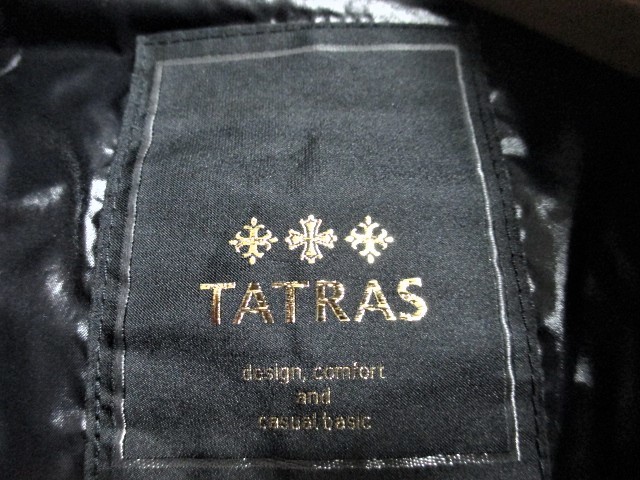 TATRAS
design, comfort
and
casual basic